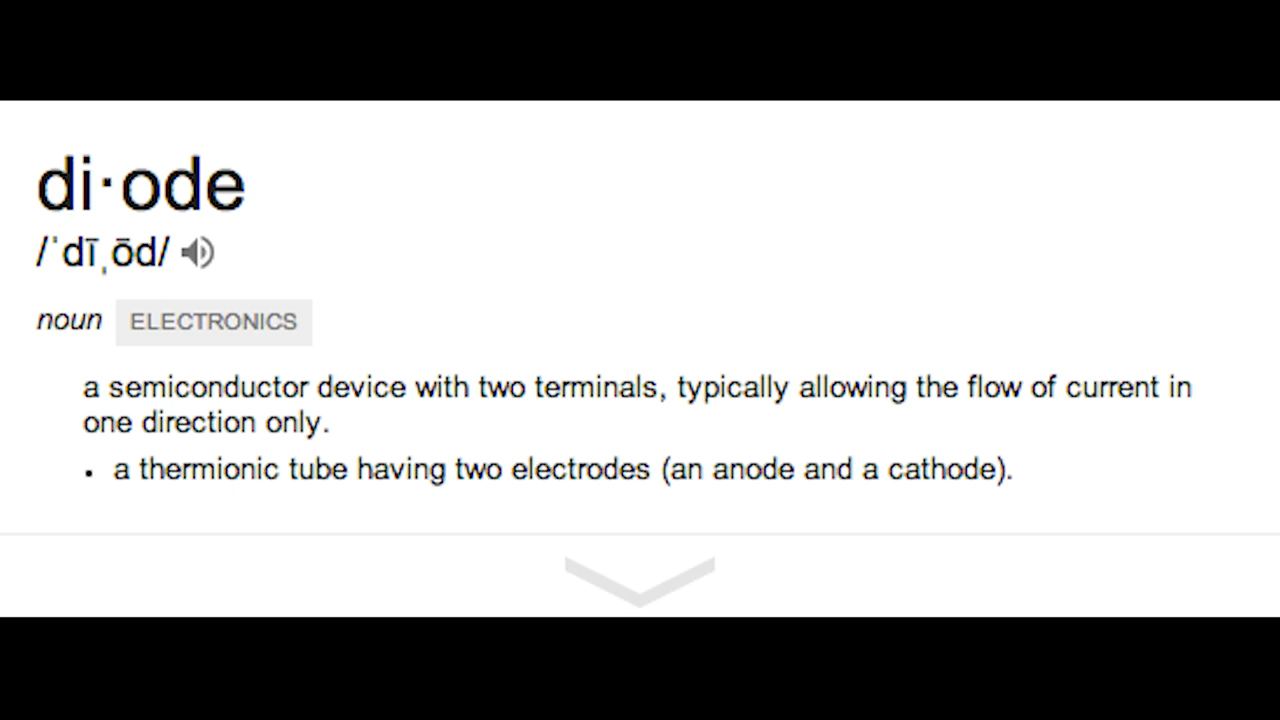 di·ode
/ˈdīˌōd/
noun ELECTRONICS
a semiconductor device with two terminals, typically allowing the flow of current in
one direction only.
• a thermionic tube having two electrodes (an anode and a cathode).